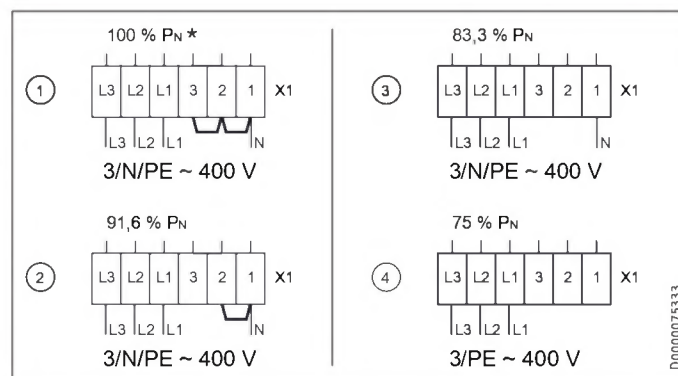 100 % PN *
1
L3 L2 L1 3 2 1 X1
L3 L2 L1 N
3/N/PE ~ 400 V
91,6 % PN
2
L3 L2 L1 3 2 1 X1
L3 L2 L1 N
3/N/PE ~ 400 V
83,3 % PN
3
L3 L2 L1 3 2 1 X1
L3 L2 L1 N
3/N/PE ~ 400 V
75 % PN
4
L3 L2 L1 3 2 1 X1
L3 L2 L1
3/PE ~ 400 V
D0000075333